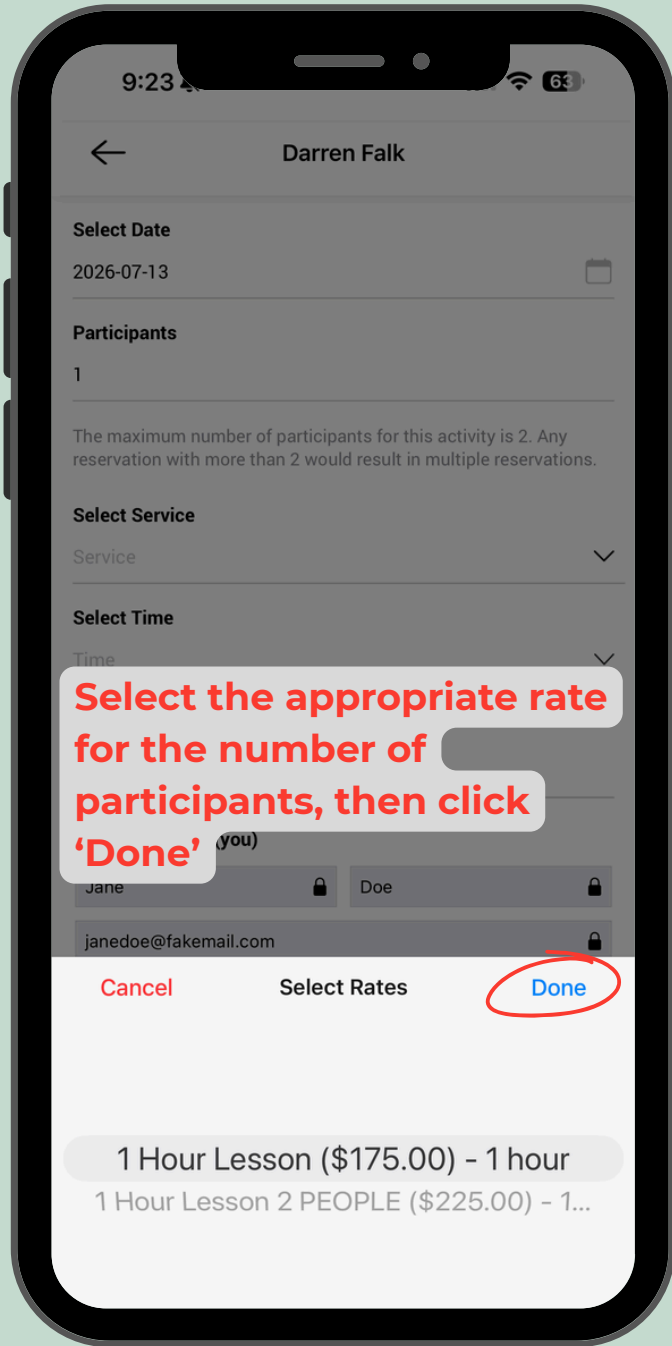 9:23
63
Darren Falk
Select Date
2026-07-13
Participants
1
The maximum number of participants for this activity is 2. Any
reservation with more than 2 would result in multiple reservations.
Select Service
Service
Select Time
Time
Select the appropriate rate
for the number of
participants, then click
‘Done’
(you)
Jane
Doe
janedoe@fakemail.com
Cancel
Select Rates
Done
1 Hour Lesson ($175.00) - 1 hour
1 Hour Lesson 2 PEOPLE ($225.00) - 1...